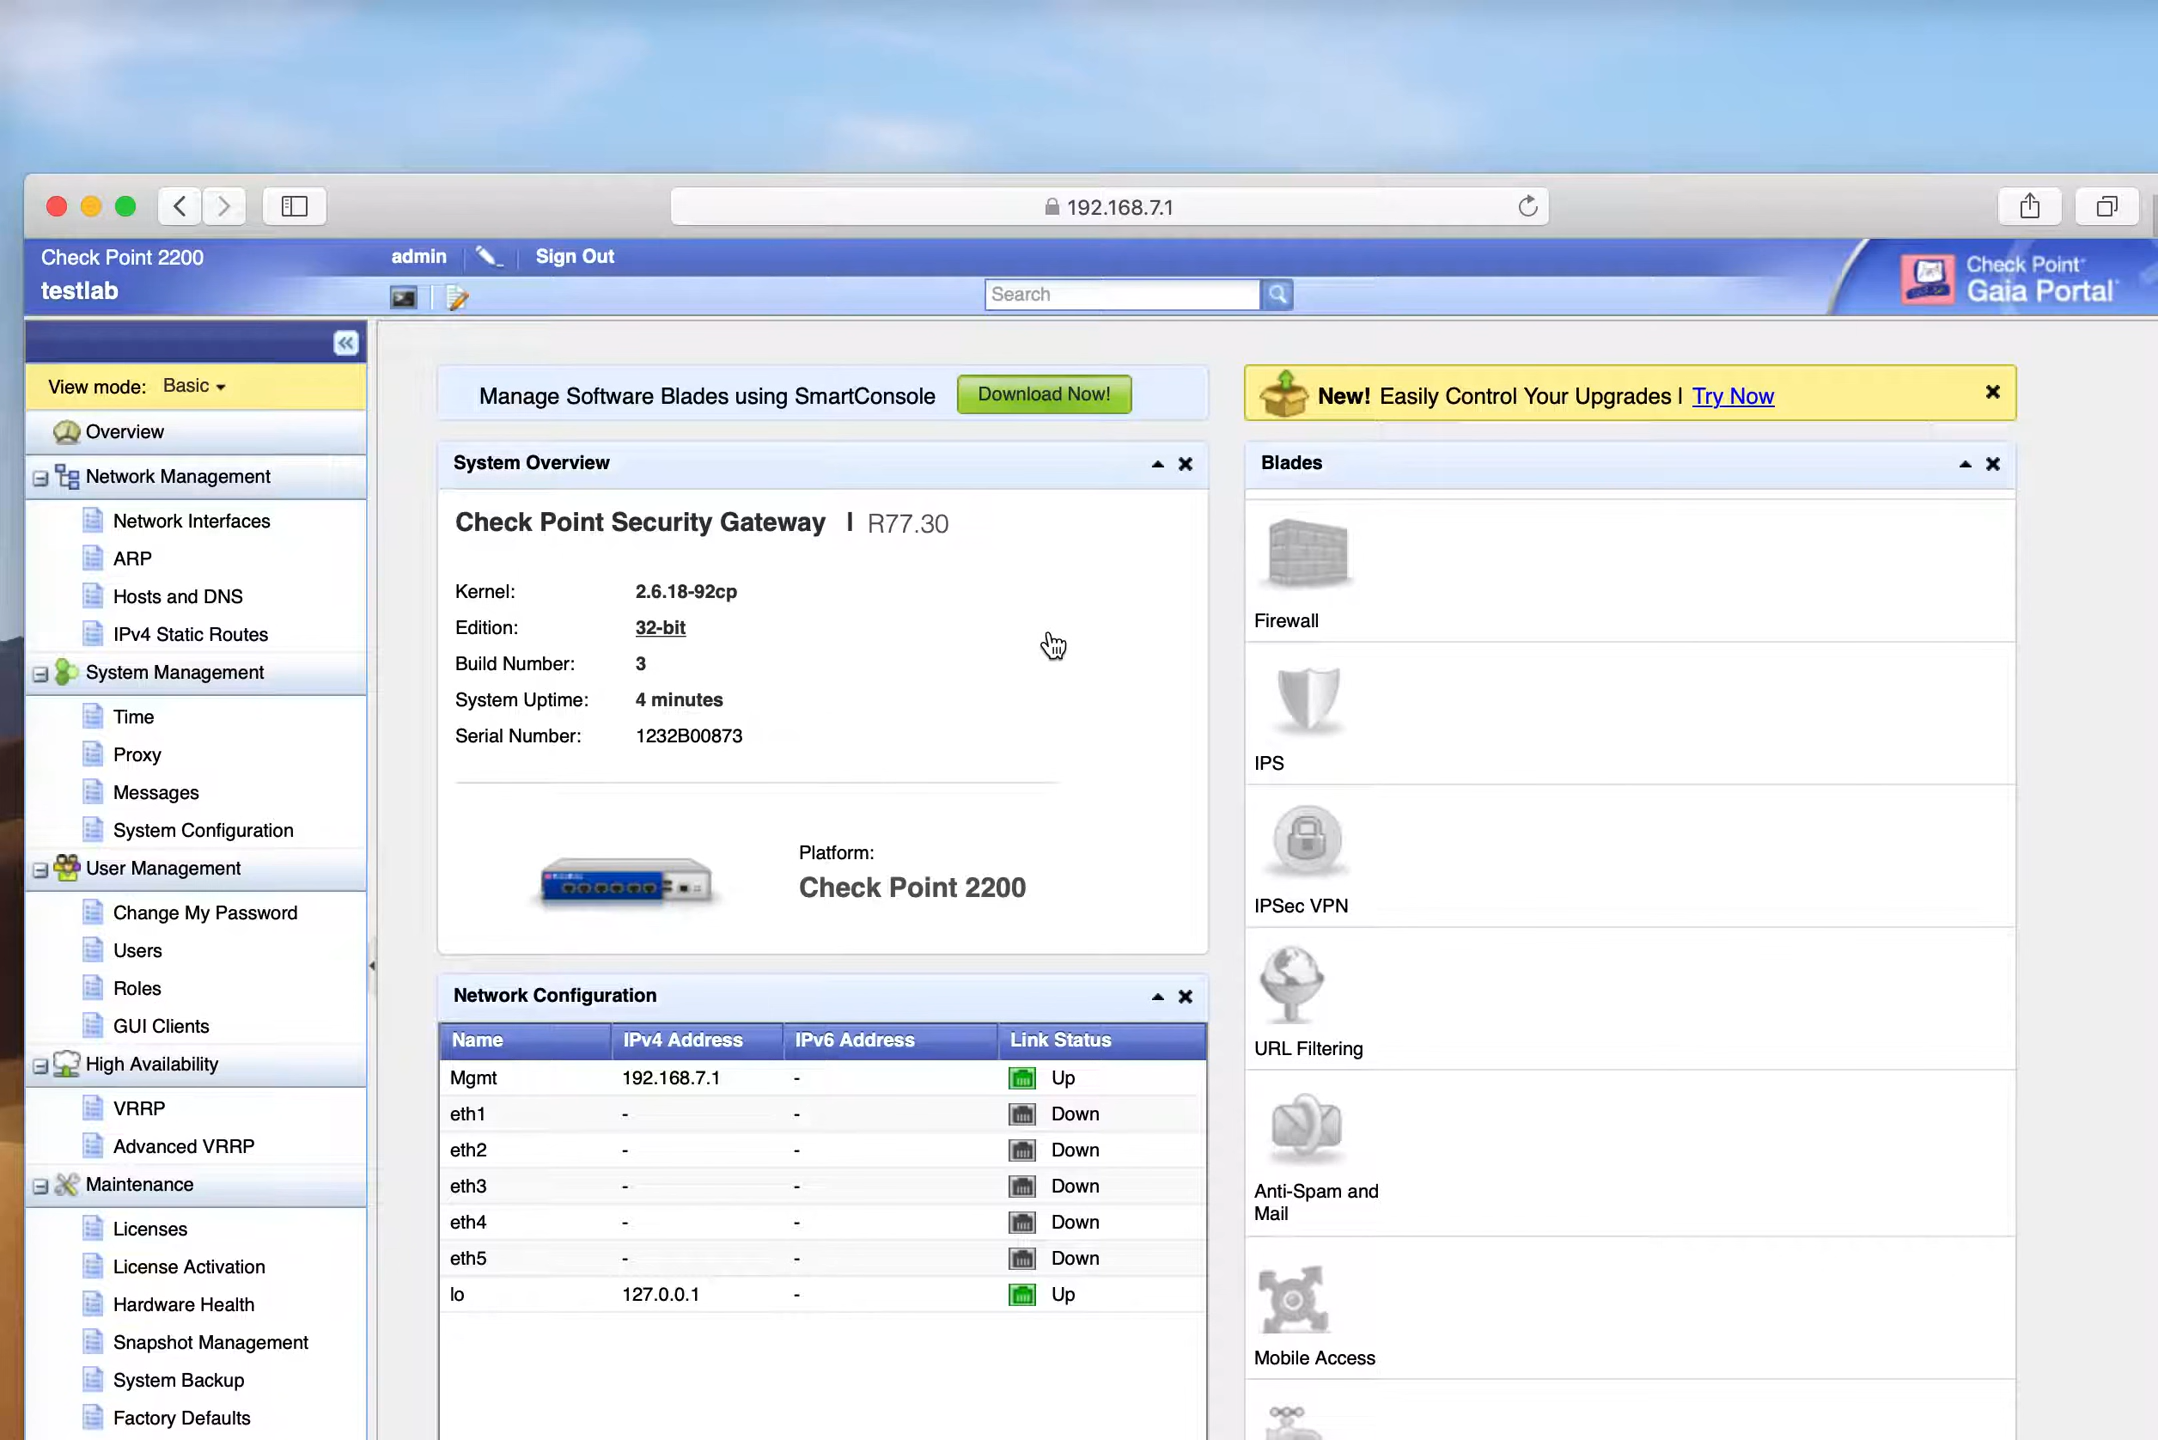 192.168.7.1
Check Point 2200
testlab
admin
Sign Out
Search
Check Point
Gaia Portal
View mode: Basic
Overview
Network Management
Network Interfaces
ARP
Hosts and DNS
IPv4 Static Routes
System Management
Time
Proxy
Messages
System Configuration
User Management
Change My Password
Users
Roles
GUI Clients
High Availability
VRRP
Advanced VRRP
Maintenance
Licenses
License Activation
Hardware Health
Snapshot Management
System Backup
Factory Defaults
Manage Software Blades using SmartConsole Download Now!
System Overview
Check Point Security Gateway | R77.30
Kernel: 2.6.18-92cp
Edition: 32-bit
Build Number: 3
System Uptime: 4 minutes
Serial Number: 1232B00873
Platform:
Check Point 2200
Network Configuration
Name IPv4 Address IPv6 Address Link Status
Mgmt 192.168.7.1 - Up
eth1 - - Down
eth2 - - Down
eth3 - - Down
eth4 - - Down
eth5 - - Down
lo 127.0.0.1 - Up
New! Easily Control Your Upgrades | Try Now
Blades
Firewall
IPS
IPSec VPN
URL Filtering
Anti-Spam and
Mail
Mobile Access